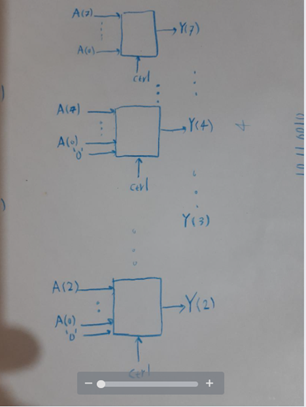 A(7)
Y(7)
A(0)
ctrl
A(4)
Y(4)
A(0)
'0'
ctrl
Y(3)
A(2)
Y(2)
A(0)
'0'
ctrl